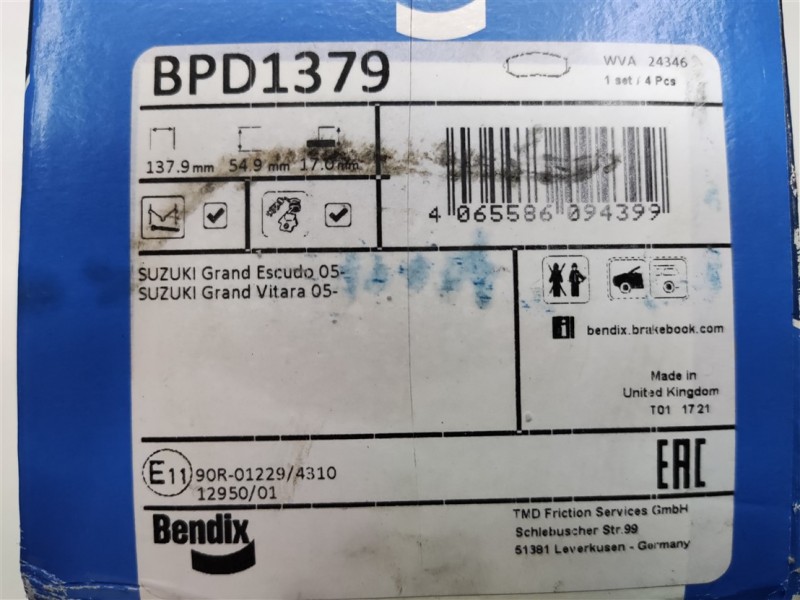 BPD1379
WVA 24346
1 set / 4 Pcs
137.9 mm 54.9 mm 17.0 mm
4 065586 094399
SUZUKI Grand Escudo 05-
SUZUKI Grand Vitara 05-
bendix.brakebook.com
Made in
United Kingdom
T01 1721
E11 90R-01229/4310
12950/01
EAC
Bendix
TMD Friction Services GmbH
Schlebuscher Str.99
51381 Leverkusen - Germany